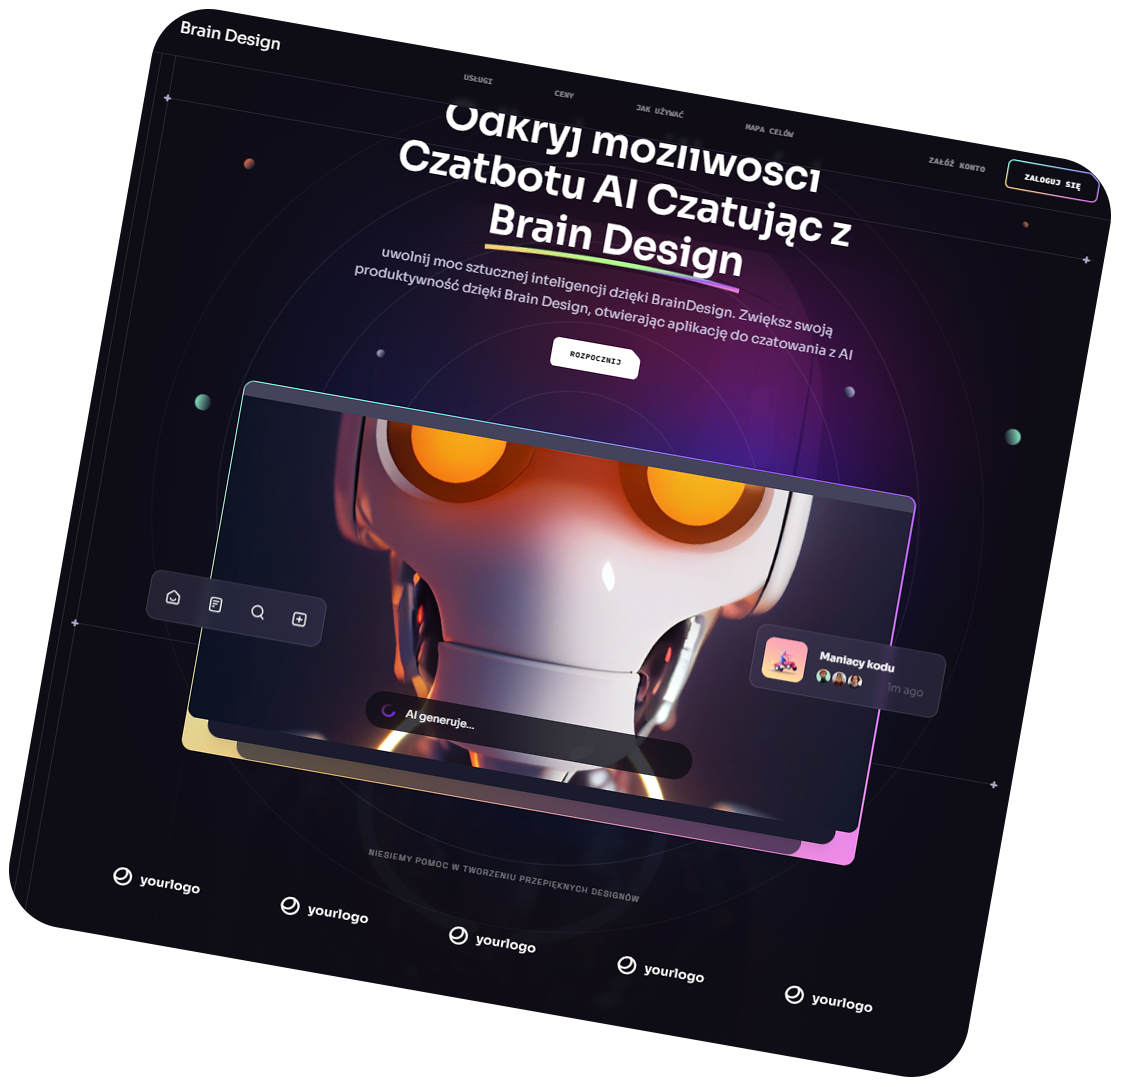 Brain Design
USŁUGI
CENY
JAK UŻYWAĆ
MAPA CELÓW
ZAŁÓŻ KONTO
ZALOGUJ SIĘ
Odkryj możliwości
Czatbotu AI Czatując z
Brain Design
uwolnij moc sztucznej inteligencji dzięki BrainDesign. Zwiększ swoją
produktywność dzięki Brain Design, otwierając aplikację do czatowania z AI
ROZPOCZNIJ
Maniacy kodu
1m ago
AI generuje...
NIESIEMY POMOC W TWORZENIU PRZEPIĘKNYCH DESIGNÓW
yourlogo
yourlogo
yourlogo
yourlogo
yourlogo